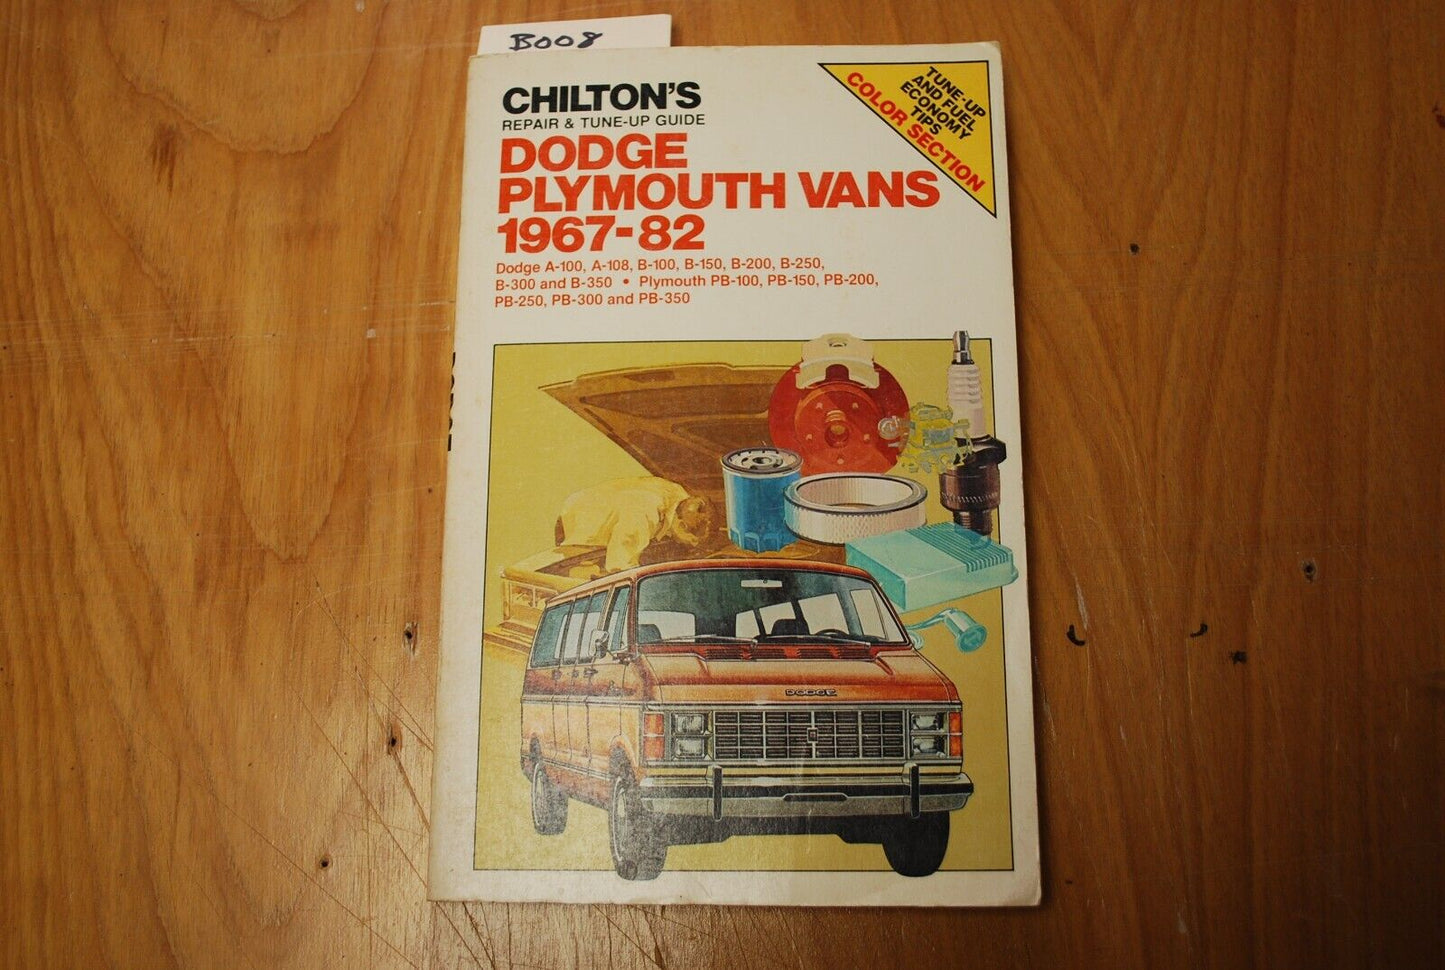 B008
CHILTON'S
REPAIR & TUNE-UP GUIDE
DODGE
PLYMOUTH VANS
1967-82
Dodge A-100, A-108, B-100, B-150, B-200, B-250,
B-300 and B-350 • Plymouth PB-100, PB-150, PB-200,
PB-250, PB-300 and PB-350
TUNE-UP
AND FUEL
ECONOMY
TIPS
COLOR SECTION
DODGE